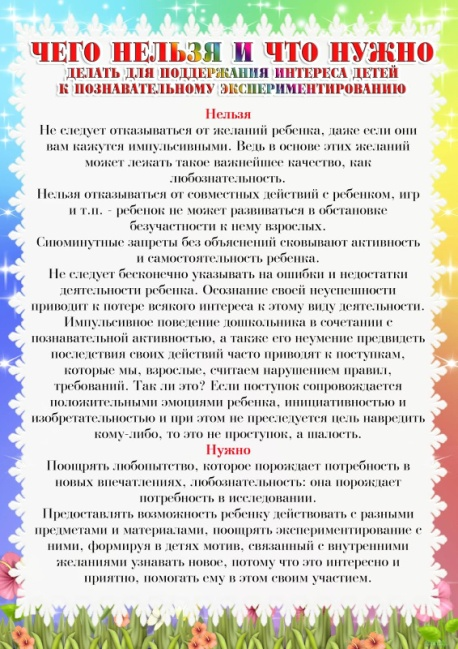 ЧЕГО НЕЛЬЗЯ И ЧТО НУЖНО
ДЕЛАТЬ ДЛЯ ПОДДЕРЖАНИЯ ИНТЕРЕСА ДЕТЕЙ
К ПОЗНАВАТЕЛЬНОМУ ЭКСПЕРИМЕНТИРОВАНИЮ
Нельзя
Не следует отказываться от желаний ребенка, даже если они
вам кажутся импульсивными. Ведь в основе этих желаний
может лежать такое важнейшее качество, как
любознательность.
Нельзя отказываться от совместных действий с ребенком, игр
и т.п. - ребенок не может развиваться в обстановке
безучастности к нему взрослых.
Сиюминутные запреты без объяснений сковывают активность
и самостоятельность ребенка.
Не следует бесконечно указывать на ошибки и недостатки
деятельности ребенка. Осознание своей неуспешности
приводит к потере всякого интереса к этому виду деятельности.
Импульсивное поведение дошкольника в сочетании с
познавательной активностью, а также его неумение предвидеть
последствия своих действий часто приводят к поступкам,
которые мы, взрослые, считаем нарушением правил,
требований. Так ли это? Если поступок сопровождается
положительными эмоциями ребенка, инициативностью и
изобретательностью и при этом не преследуется цель навредить
кому-либо, то это не проступок, а шалость.
Нужно
Поощрять любопытство, которое порождает потребность в
новых впечатлениях, любознательность: она порождает
потребность в исследовании.
Предоставлять возможность ребенку действовать с разными
предметами и материалами, поощрять экспериментирование с
ними, формируя в детях мотив, связанный с внутренними
желаниями узнавать новое, потому что это интересно и
приятно, помогать ему в этом своим участием.